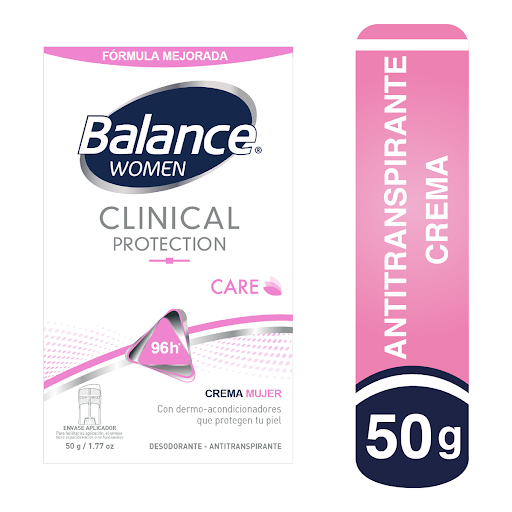 FÓRMULA MEJORADA
Balance®
WOMEN
CLINICAL
PROTECTION
CARE
96h*
CREMA MUJER
Con dermo-acondicionadores
que protegen tu piel
ENVASE APLICADOR
50 g / 1.77 oz
DESODORANTE - ANTITRANSPIRANTE
ANTITRANSPIRANTE
CREMA
50g